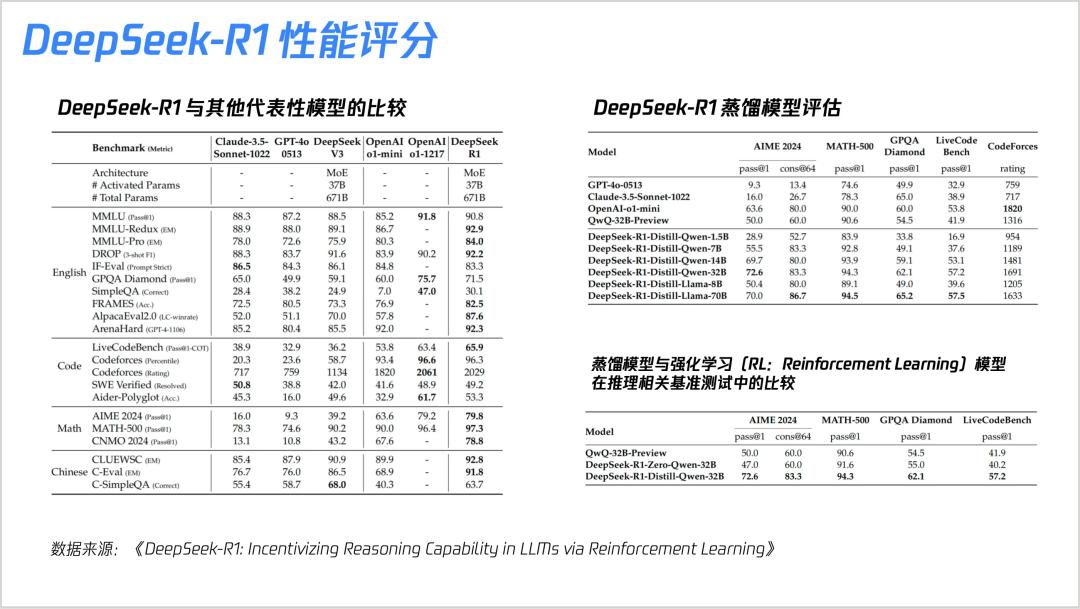 DeepSeek-R1 性能评分
DeepSeek-R1 与其他代表性模型的比较
Benchmark (Metric) Claude-3.5-Sonnet-1022 GPT-4o 0513 DeepSeek V3 OpenAI o1-mini OpenAI o1-1217 DeepSeek R1
Architecture - - MoE - - MoE
# Activated Params - - 37B - - 37B
# Total Params - - 671B - - 671B
English
MMLU (Pass@1) 88.3 87.2 88.5 85.2 91.8 90.8
MMLU-Redux (EM) 88.9 88.0 89.1 86.7 - 92.9
MMLU-Pro (EM) 78.0 72.6 75.9 80.3 - 84.0
DROP (3-shot F1) 88.3 83.7 91.6 83.9 90.2 92.2
IF-Eval (Prompt Strict) 86.5 84.3 86.1 84.8 - 83.3
GPQA Diamond (Pass@1) 65.0 49.9 59.1 60.0 75.7 71.5
SimpleQA (Correct) 28.4 38.2 24.9 7.0 47.0 30.1
FRAMES (Acc.) 72.5 80.5 73.3 76.9 - 82.5
AlpacaEval2.0 (LC-winrate) 52.0 51.1 70.0 57.8 - 87.6
ArenaHard (GPT-4-1106) 85.2 80.4 85.5 92.0 - 92.3
Code
LiveCodeBench (Pass@1-COT) 38.9 32.9 36.2 53.8 63.4 65.9
Codeforces (Percentile) 20.3 23.6 58.7 93.4 96.6 96.3
Codeforces (Rating) 717 759 1134 1820 2061 2029
SWE Verified (Resolved) 50.8 38.8 42.0 41.6 48.9 49.2
Aider-Polyglot (Acc.) 45.3 16.0 49.6 32.9 61.7 53.3
Math
AIME 2024 (Pass@1) 16.0 9.3 39.2 63.6 79.2 79.8
MATH-500 (Pass@1) 78.3 74.6 90.2 90.0 96.4 97.3
CNMO 2024 (Pass@1) 13.1 10.8 43.2 67.6 - 78.8
Chinese
CLUEWSC (EM) 85.4 87.9 90.9 89.9 - 92.8
C-Eval (EM) 76.7 76.0 86.5 68.9 - 91.8
C-SimpleQA (Correct) 55.4 58.7 68.0 40.3 - 63.7
DeepSeek-R1 蒸馏模型评估
Model AIME 2024 MATH-500 GPQA Diamond LiveCode Bench CodeForces
pass@1 cons@64 pass@1 pass@1 pass@1 rating
GPT-4o-0513 9.3 13.4 74.6 49.9 32.9 759
Claude-3.5-Sonnet-1022 16.0 26.7 78.3 65.0 38.9 717
OpenAI-o1-mini 63.6 80.0 90.0 60.0 53.8 1820
QwQ-32B-Preview 50.0 60.0 90.6 54.5 41.9 1316
DeepSeek-R1-Distill-Qwen-1.5B 28.9 52.7 83.9 33.8 16.9 954
DeepSeek-R1-Distill-Qwen-7B 55.5 83.3 92.8 49.1 37.6 1189
DeepSeek-R1-Distill-Qwen-14B 69.7 80.0 93.9 59.1 53.1 1481
DeepSeek-R1-Distill-Qwen-32B 72.6 83.3 94.3 62.1 57.2 1691
DeepSeek-R1-Distill-Llama-8B 50.4 80.0 89.1 49.0 39.6 1205
DeepSeek-R1-Distill-Llama-70B 70.0 86.7 94.5 65.2 57.5 1633
蒸馏模型与强化学习（RL：Reinforcement Learning）模型
在推理相关基准测试中的比较
Model AIME 2024 MATH-500 GPQA Diamond LiveCodeBench
pass@1 cons@64 pass@1 pass@1 pass@1
QwQ-32B-Preview 50.0 60.0 90.6 54.5 41.9
DeepSeek-R1-Zero-Qwen-32B 47.0 60.0 91.6 55.0 40.2
DeepSeek-R1-Distill-Qwen-32B 72.6 83.3 94.3 62.1 57.2
数据来源：《DeepSeek-R1: Incentivizing Reasoning Capability in LLMs via Reinforcement Learning》